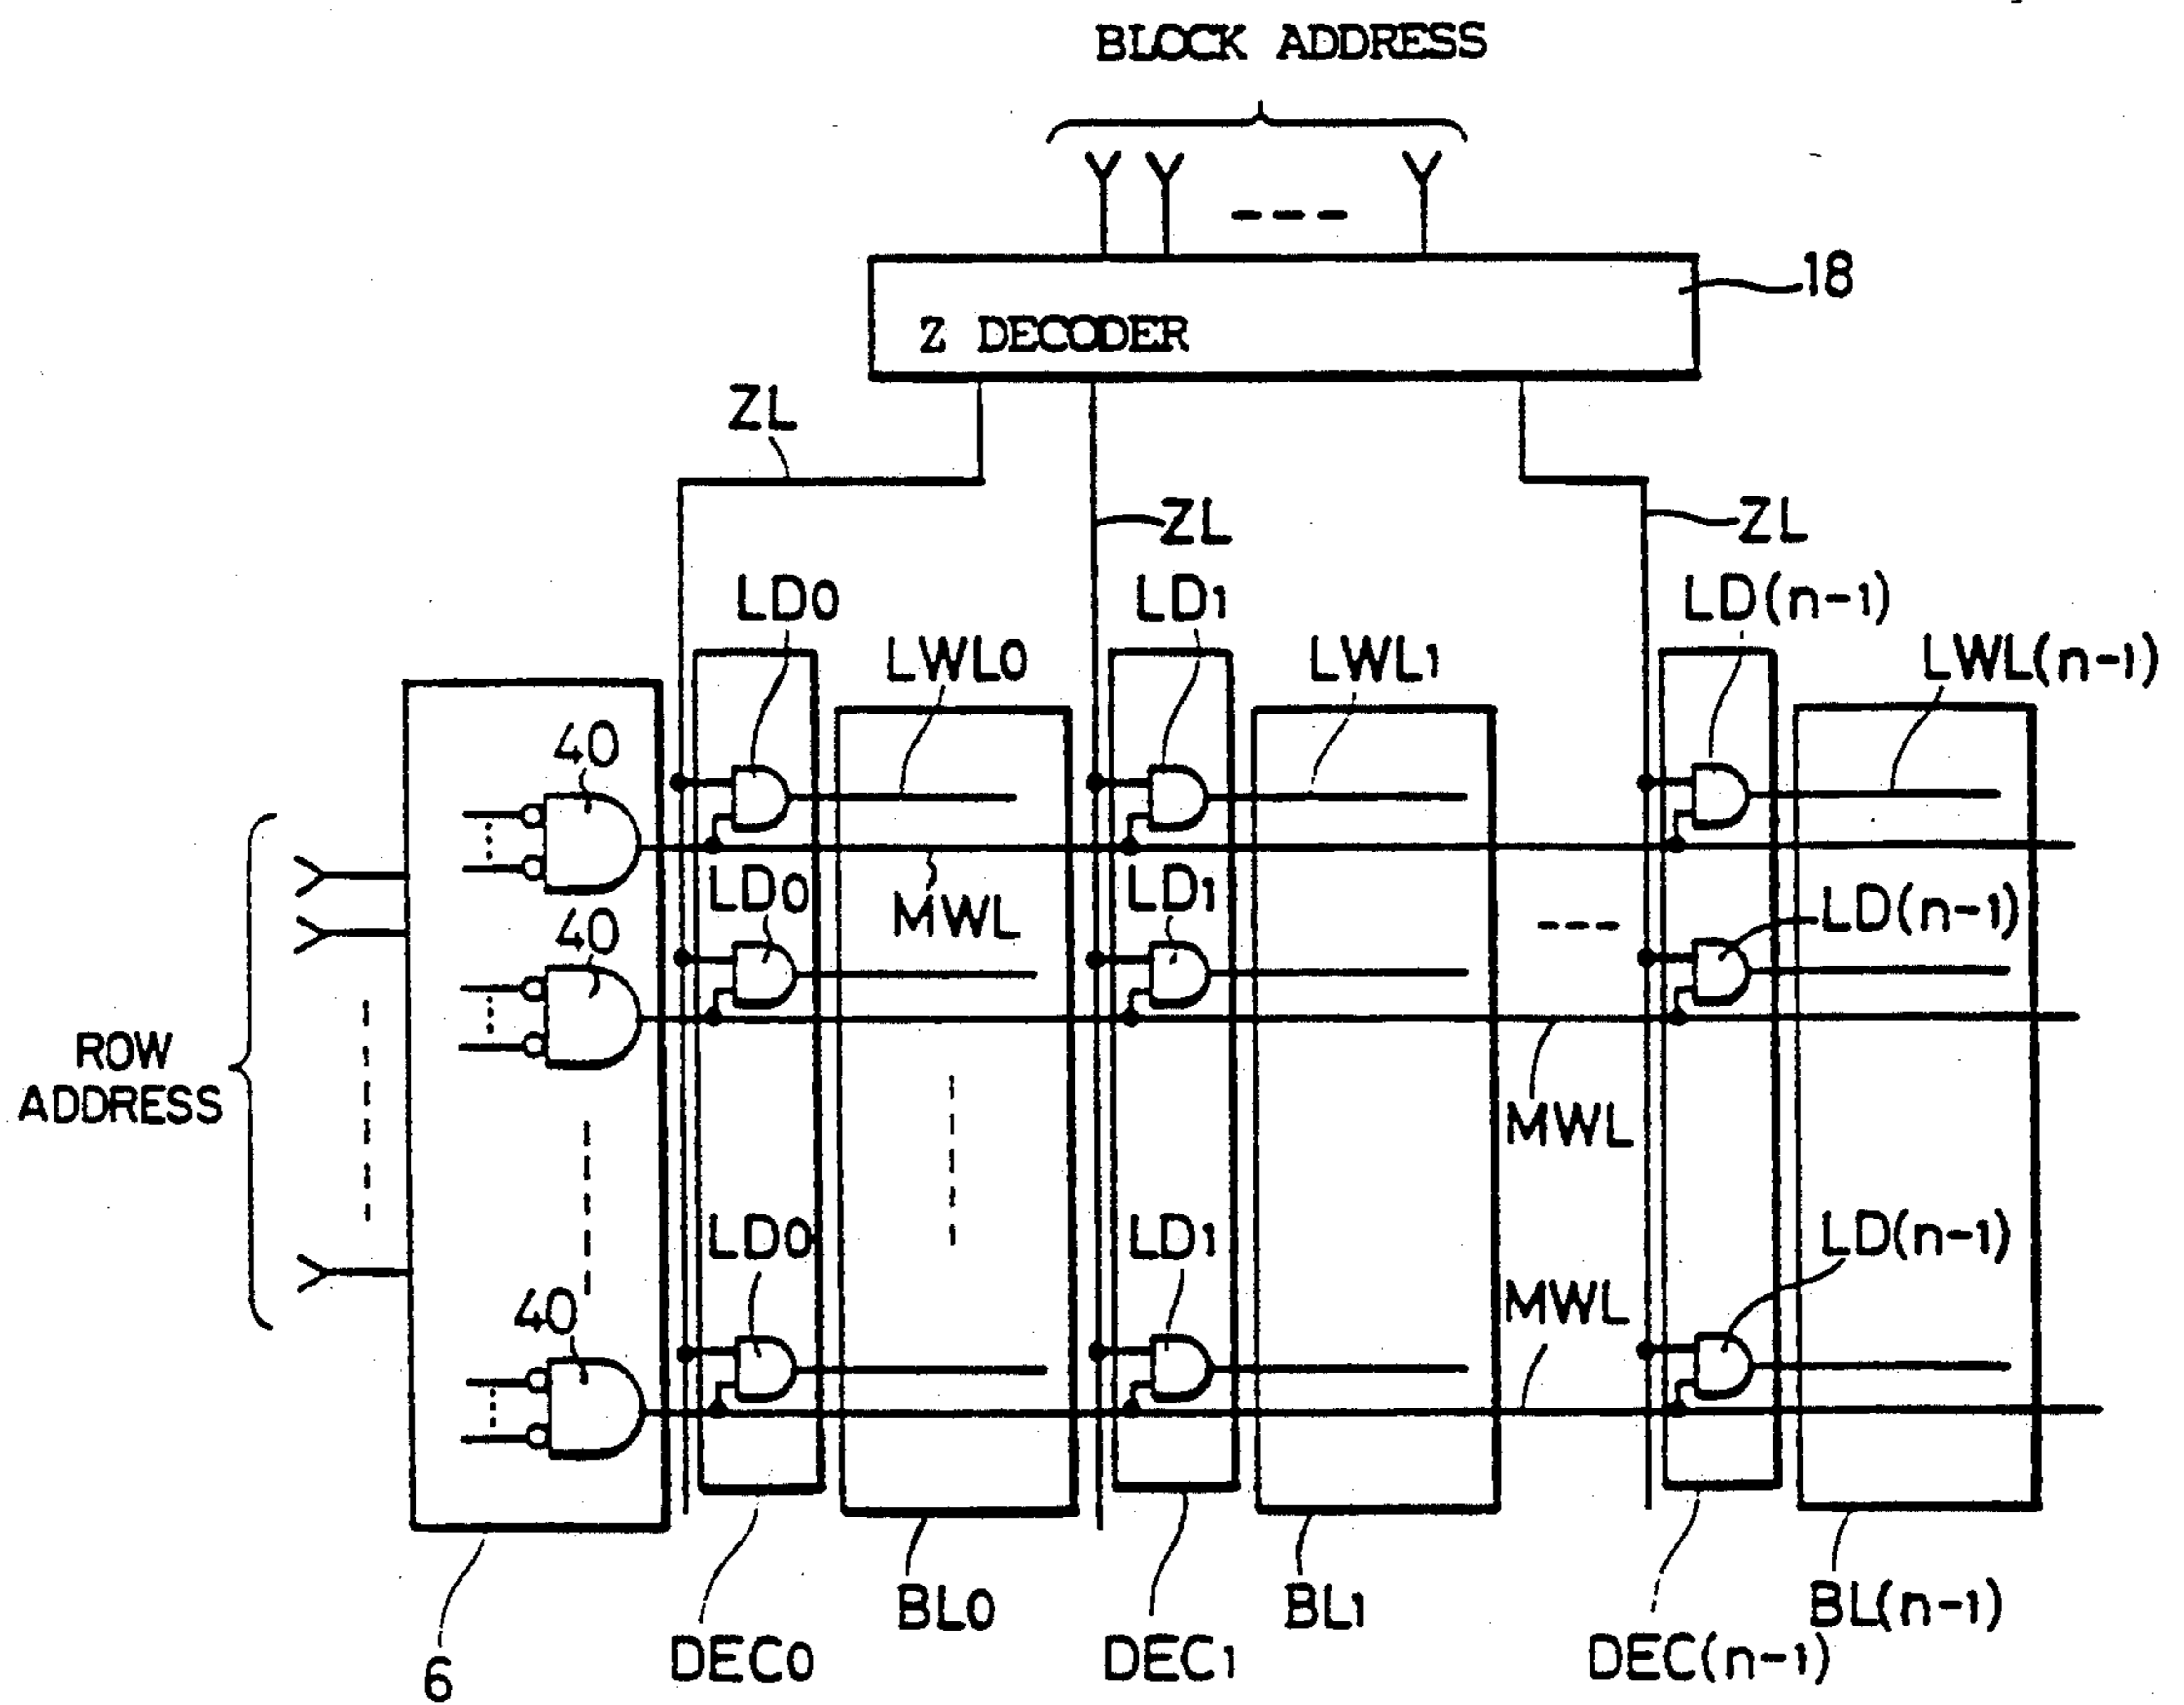 BLOCK ADDRESS
18
Z DECODER
ZL
ZL
ZL
LD0
LD1
LD(n-1)
LWL0
LWL1
LWL(n-1)
40
LD0
MWL
LD1
LD(n-1)
40
ROW
ADDRESS
MWL
LD0
LD1
LD(n-1)
40
MWL
BL0
BL1
BL(n-1)
DEC0
DEC1
DEC(n-1)
6